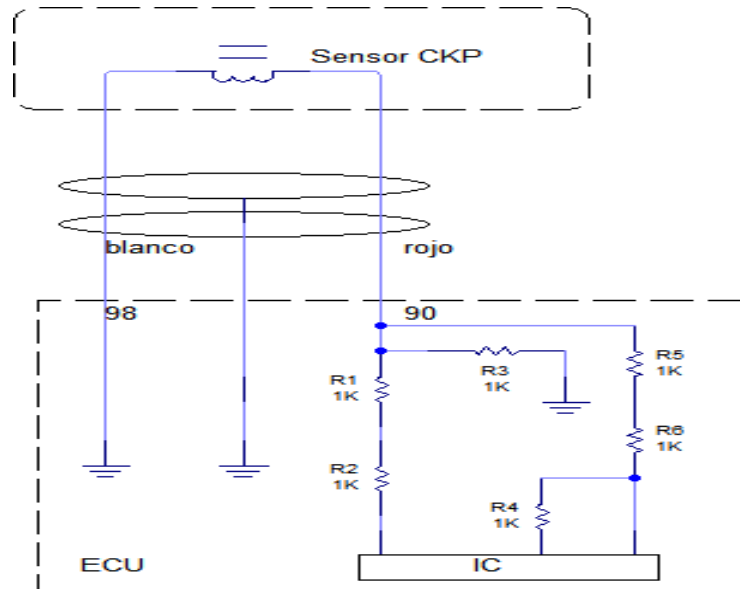 Sensor CKP
blanco
rojo
98
90
R5
1K
R3
1K
R1
1K
R6
1K
R2
1K
R4
1K
ECU
IC